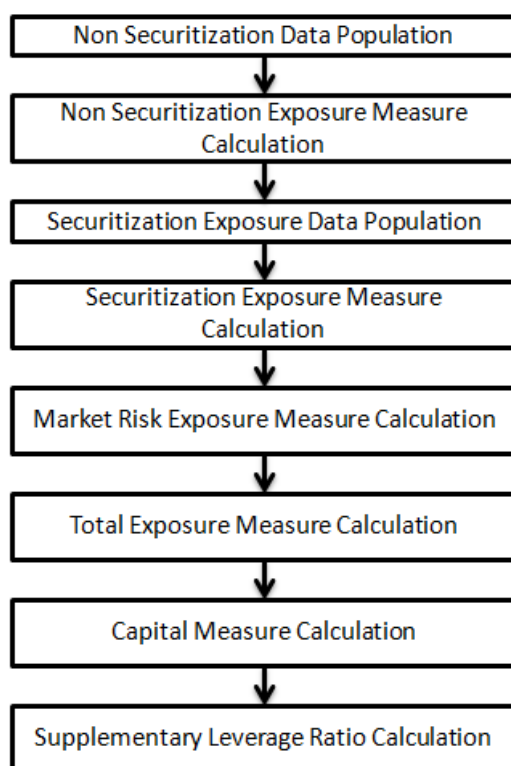 Non Securitization Data Population
Non Securitization Exposure Measure
Calculation
Securitization Exposure Data Population
Securitization Exposure Measure
Calculation
Market Risk Exposure Measure Calculation
Total Exposure Measure Calculation
Capital Measure Calculation
Supplementary Leverage Ratio Calculation